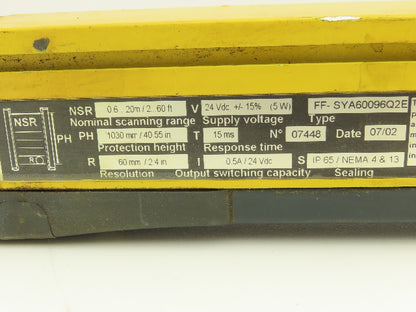 NSR 0.6...20m / 2...60 ft V 24 Vdc +/- 15% (5 W) FF- SYA60096Q2E
NSR Nominal scanning range Supply voltage Type
PH PH 1030 mm / 40.55 in T 15 ms N° 07448 Date 07/02
Protection height Response time
R 60 mm / 2.4 in I 0.5A / 24 Vdc S IP 65 / NEMA 4 & 13
Resolution Output switching capacity Sealing